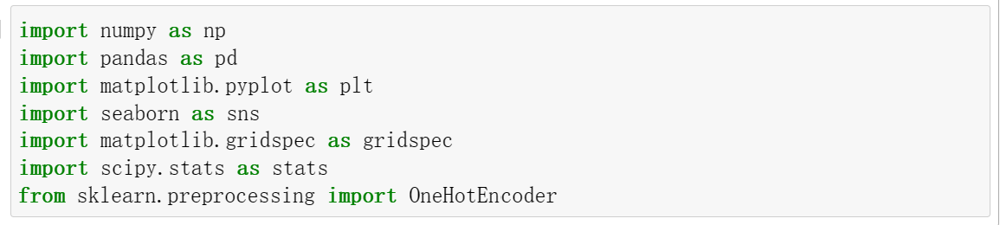 import numpy as np
import pandas as pd
import matplotlib.pyplot as plt
import seaborn as sns
import matplotlib.gridspec as gridspec
import scipy.stats as stats
from sklearn.preprocessing import OneHotEncoder